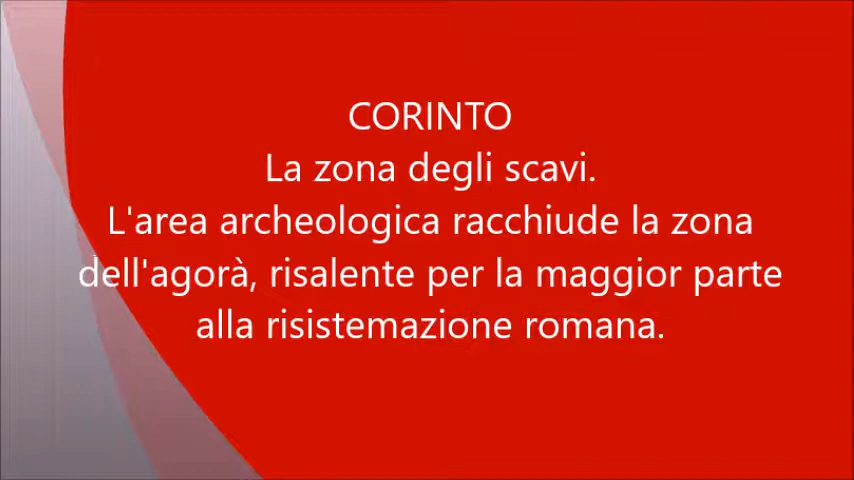 CORINTO
La zona degli scavi.
L'area archeologica racchiude la zona
dell'agorà, risalente per la maggior parte
alla risistemazione romana.